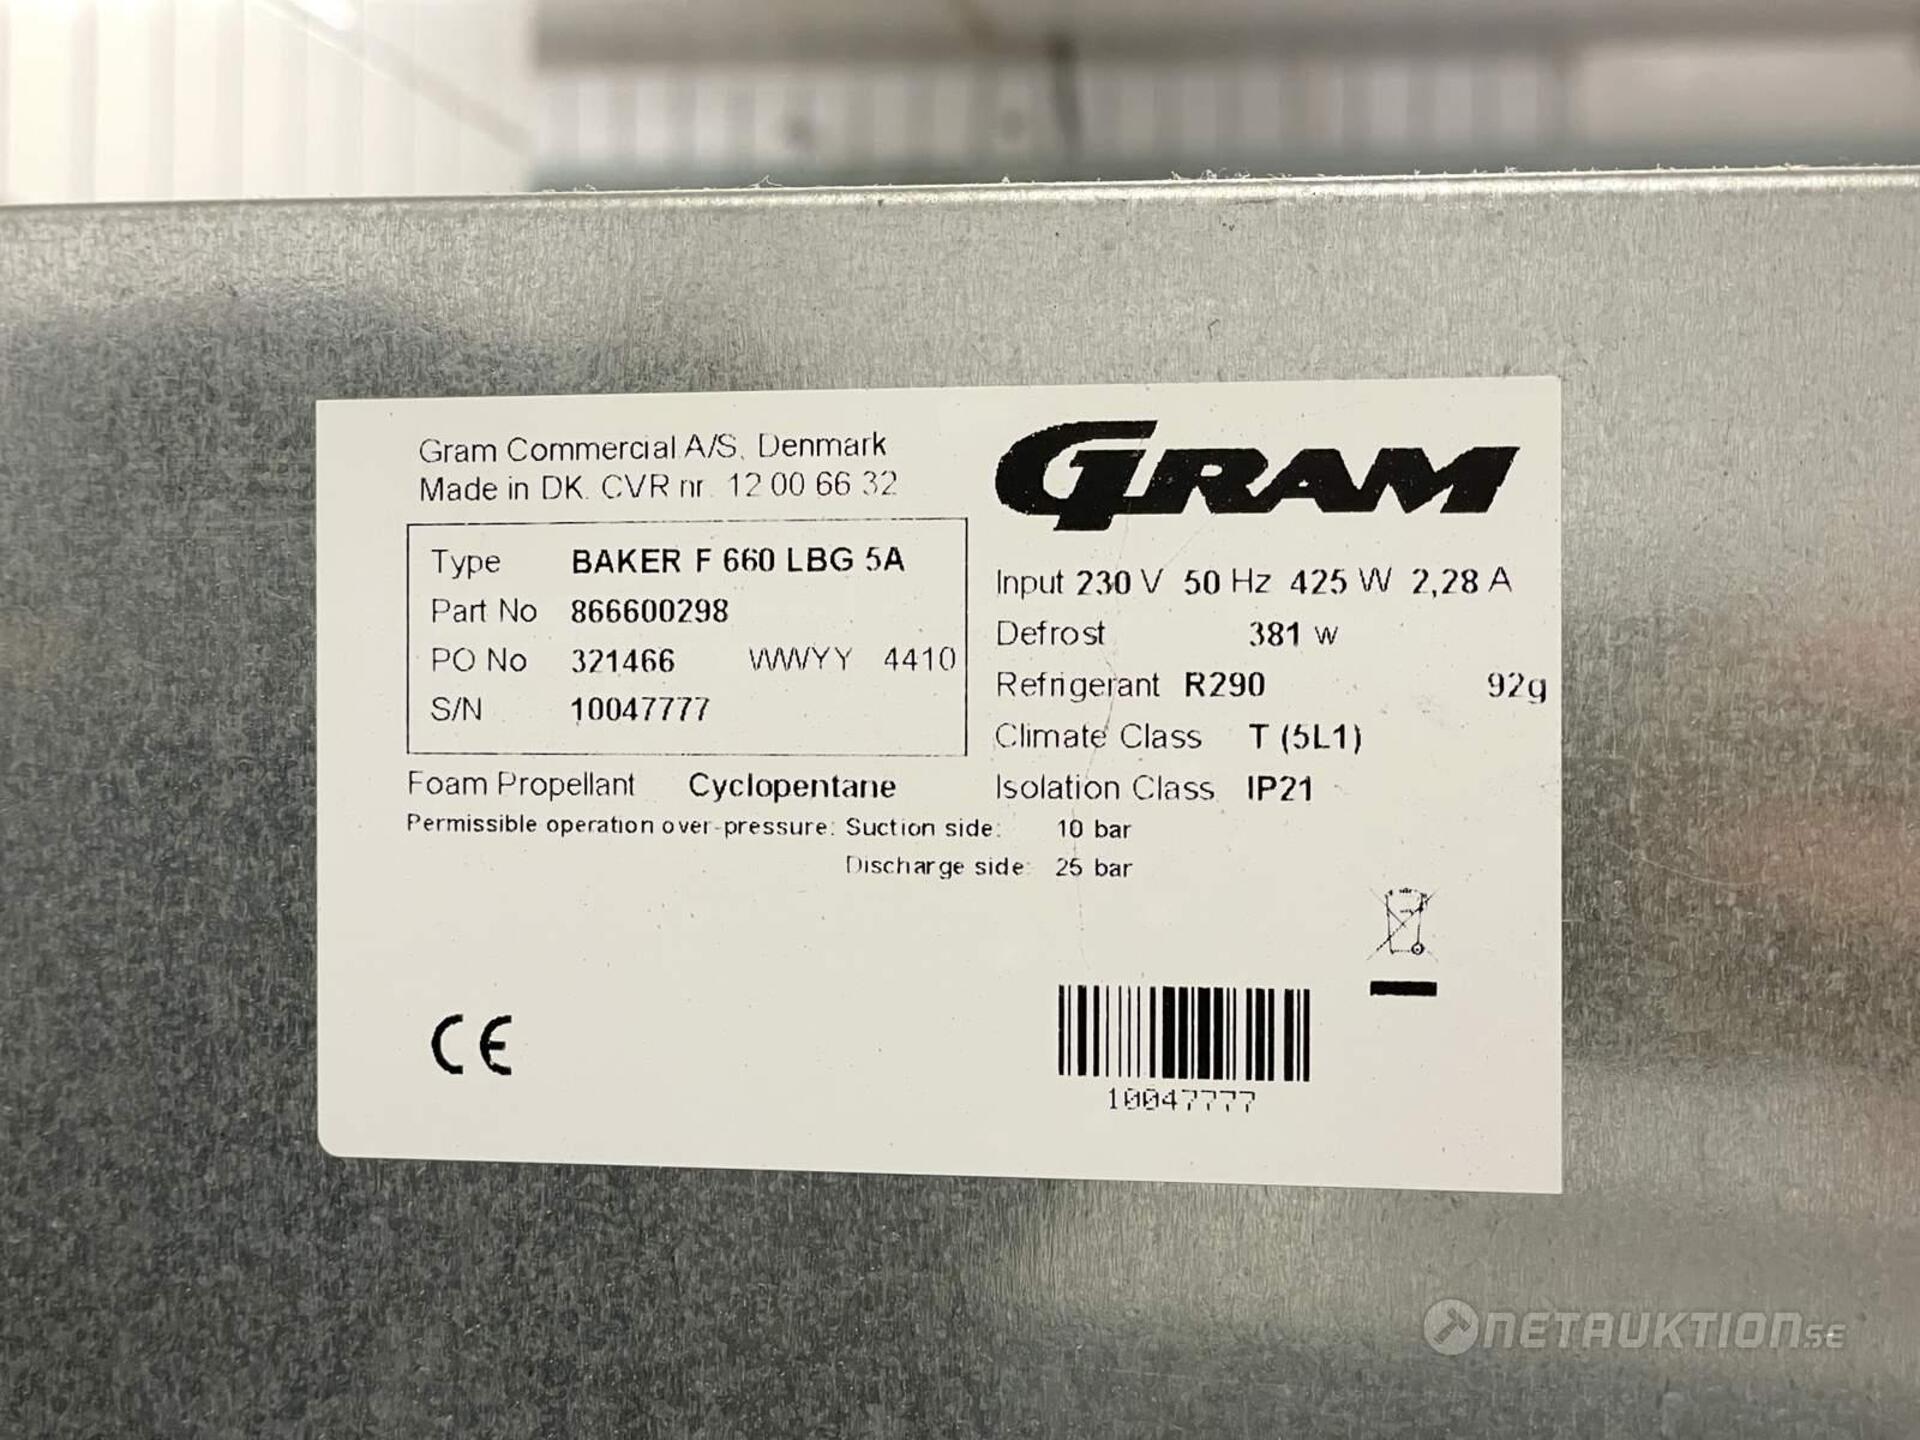 Gram Commercial A/S, Denmark
Made in DK. CVR nr. 12 00 66 32
Type BAKER F 660 LBG 5A
Part No 866600298
PO No 321466 WWYY 4410
S/N 10047777
Foam Propellant Cyclopentane
Permissible operation over-pressure: Suction side: 10 bar
Discharge side: 25 bar
CE
GRAM
Input 230 V 50 Hz 425 W 2,28 A
Defrost 381 W
Refrigerant R290 92g
Climate Class T (5L1)
Isolation Class IP21
10047777
NETAUKTION.SE